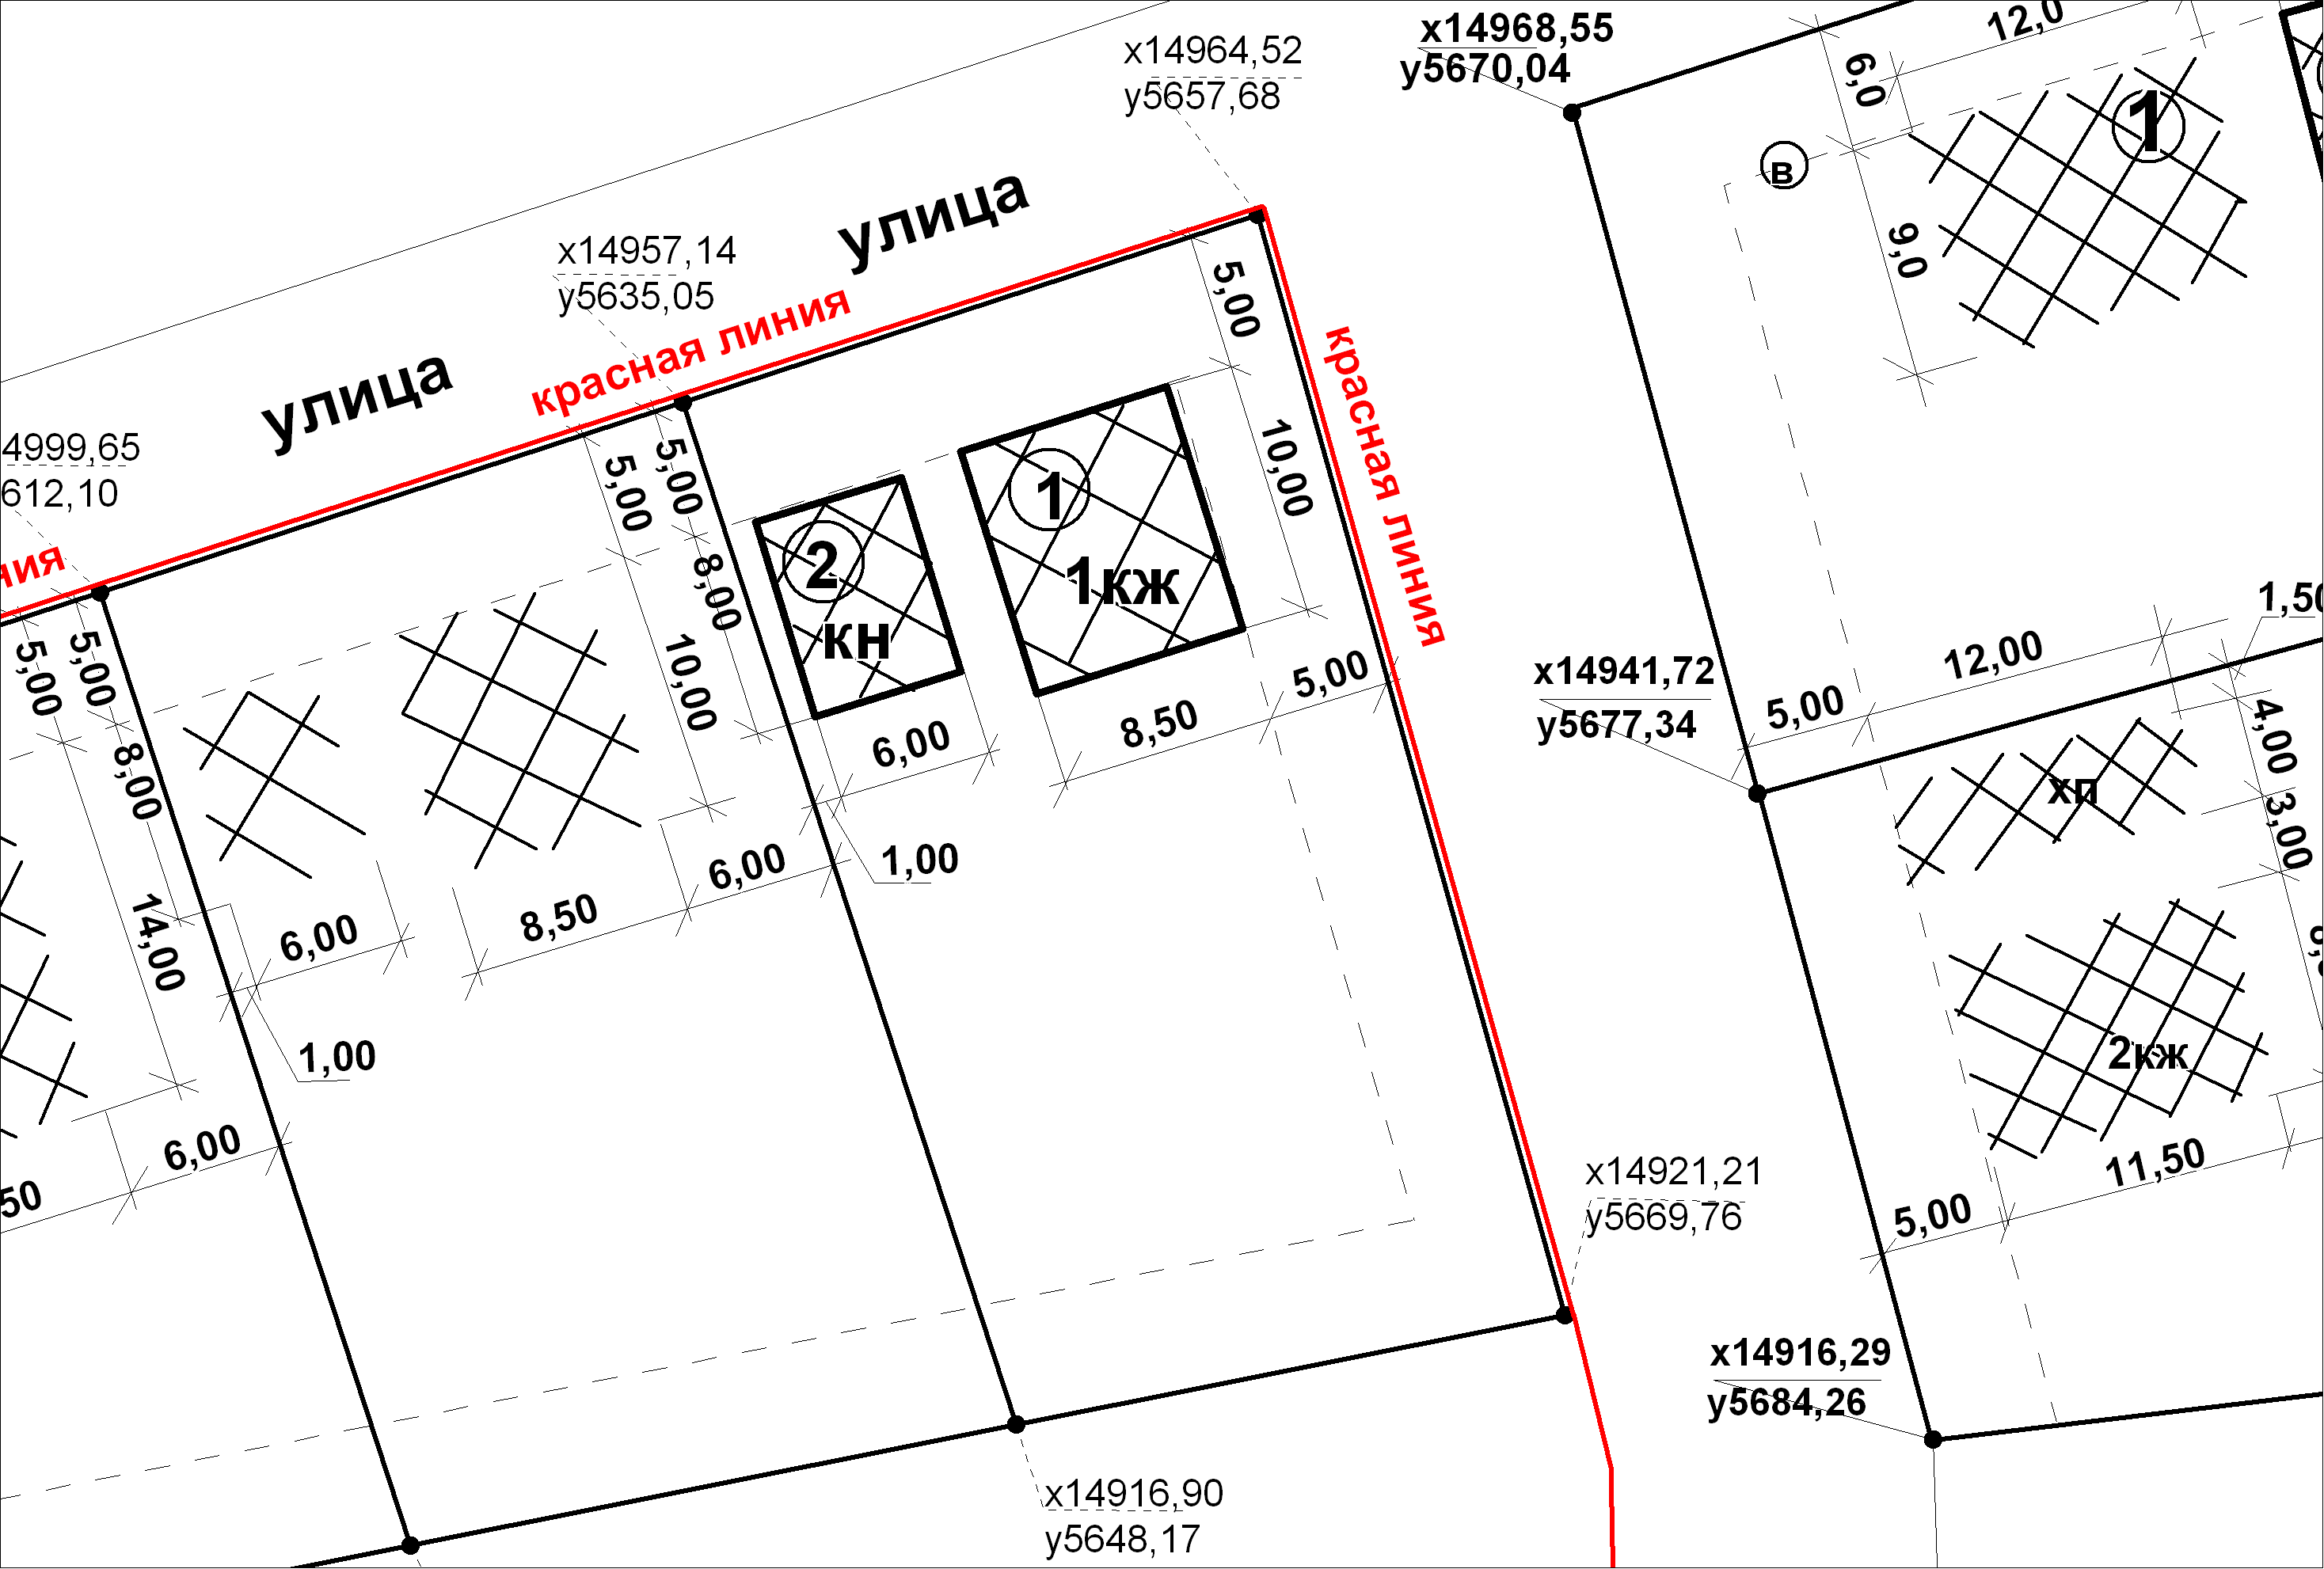 x14968,55
y5670,04
12,0
x14964,52
y5657,68
6,0
1
в
улица
9,0
x14957,14
y5635,05
5,00
красная линия
красная линия
улица
4999,65
612,10
5,00
5,00
10,00
1
1кж
2
кн
8,00
10,00
ния
5,00
5,00
8,00
14,00
6,00
8,50
5,00
1,00
6,00
8,50
6,00
1,00
6,00
50
x14941,72
y5677,34
5,00
12,00
1,50
4,00
3,00
хп
2кж
11,50
5,00
x14921,21
y5669,76
x14916,29
y5684,26
x14916,90
y5648,17